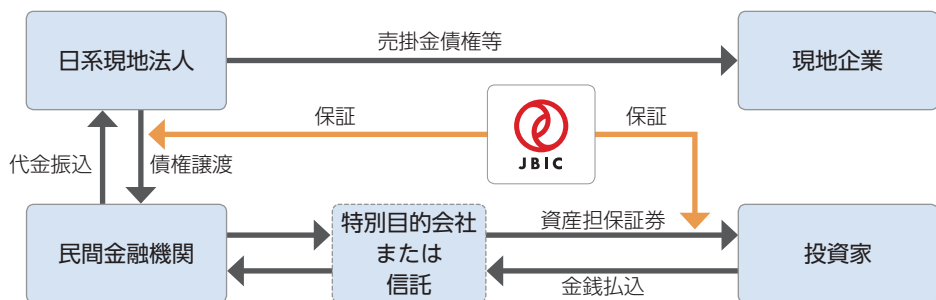 日系現地法人
売掛金債権等
現地企業
保証
JBIC
保証
代金振込
債権譲渡
民間金融機関
特別目的会社
または
信託
資産担保証券
金銭払込
投資家